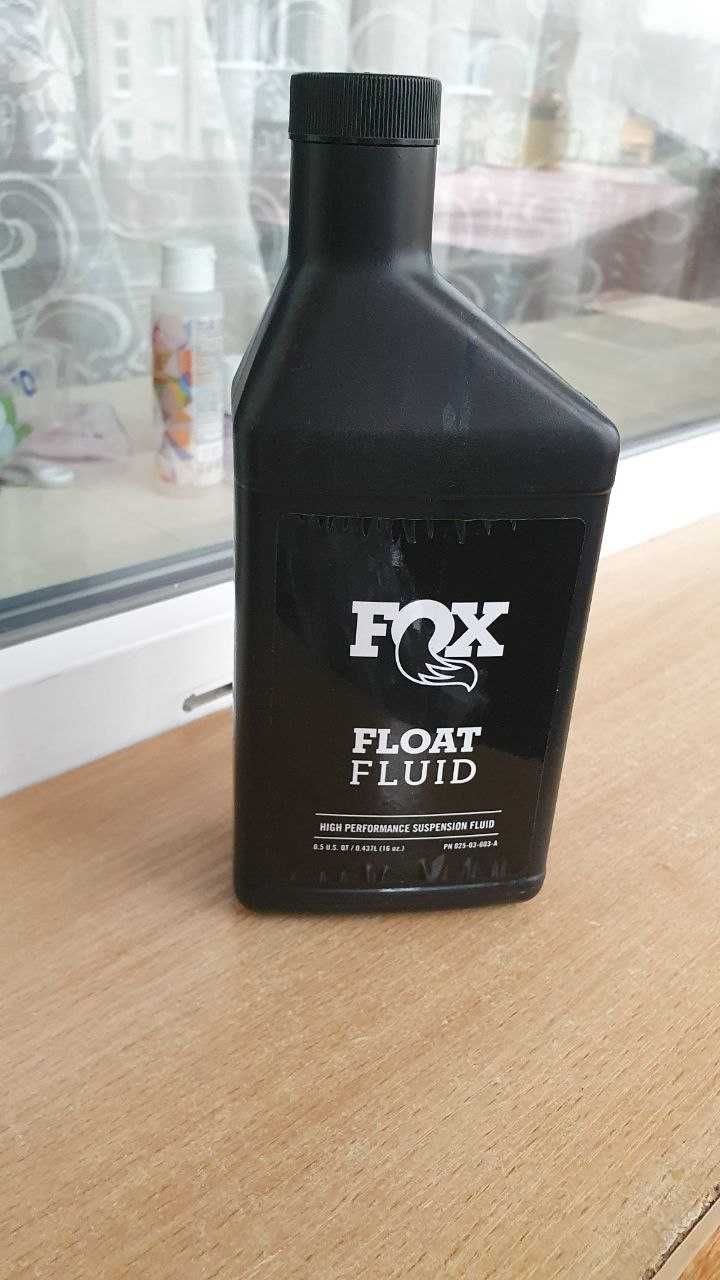 FOX
FLOAT
FLUID
HIGH PERFORMANCE SUSPENSION FLUID
0.5 U.S. QT / 0.437L (16 oz.) PN 025-03-003-A